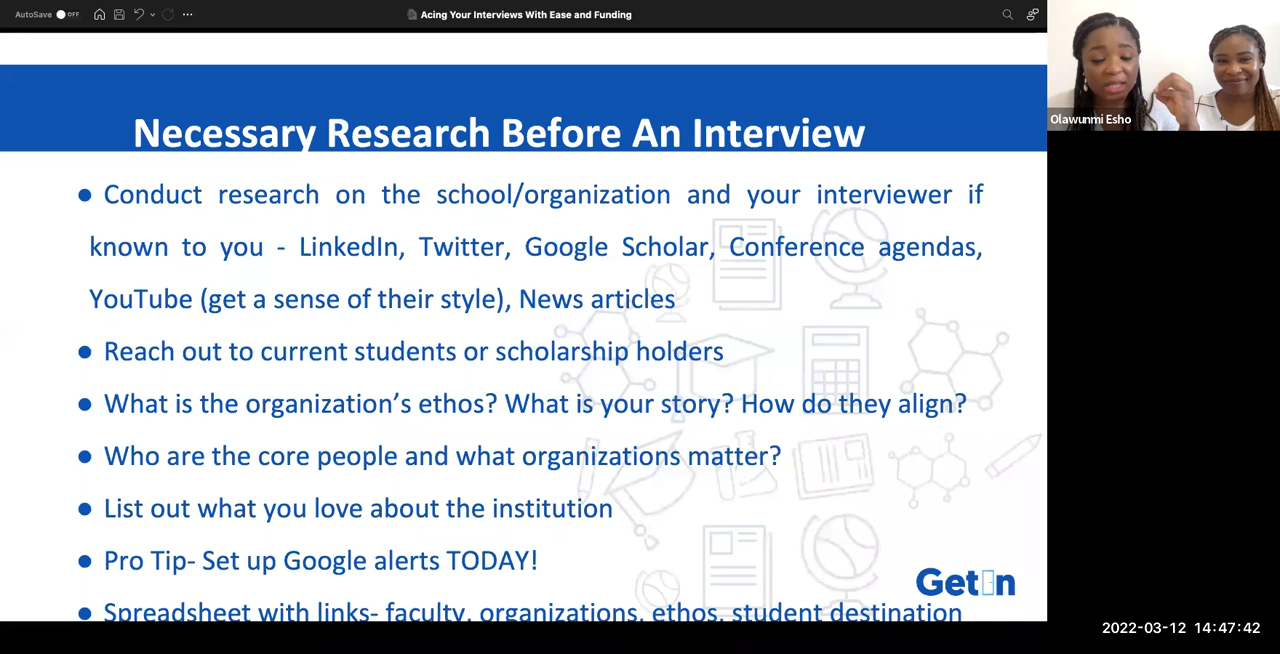 AutoSave OFF
Acing Your Interviews With Ease and Funding
Olawunmi Esho
Necessary Research Before An Interview
● Conduct research on the school/organization and your interviewer if
known to you - LinkedIn, Twitter, Google Scholar, Conference agendas,
YouTube (get a sense of their style), News articles
● Reach out to current students or scholarship holders
● What is the organization’s ethos? What is your story? How do they align?
● Who are the core people and what organizations matter?
● List out what you love about the institution
● Pro Tip- Set up Google alerts TODAY!
GetIn
● Spreadsheet with links- faculty, organizations, ethos, student destination
2022-03-12 14:47:42